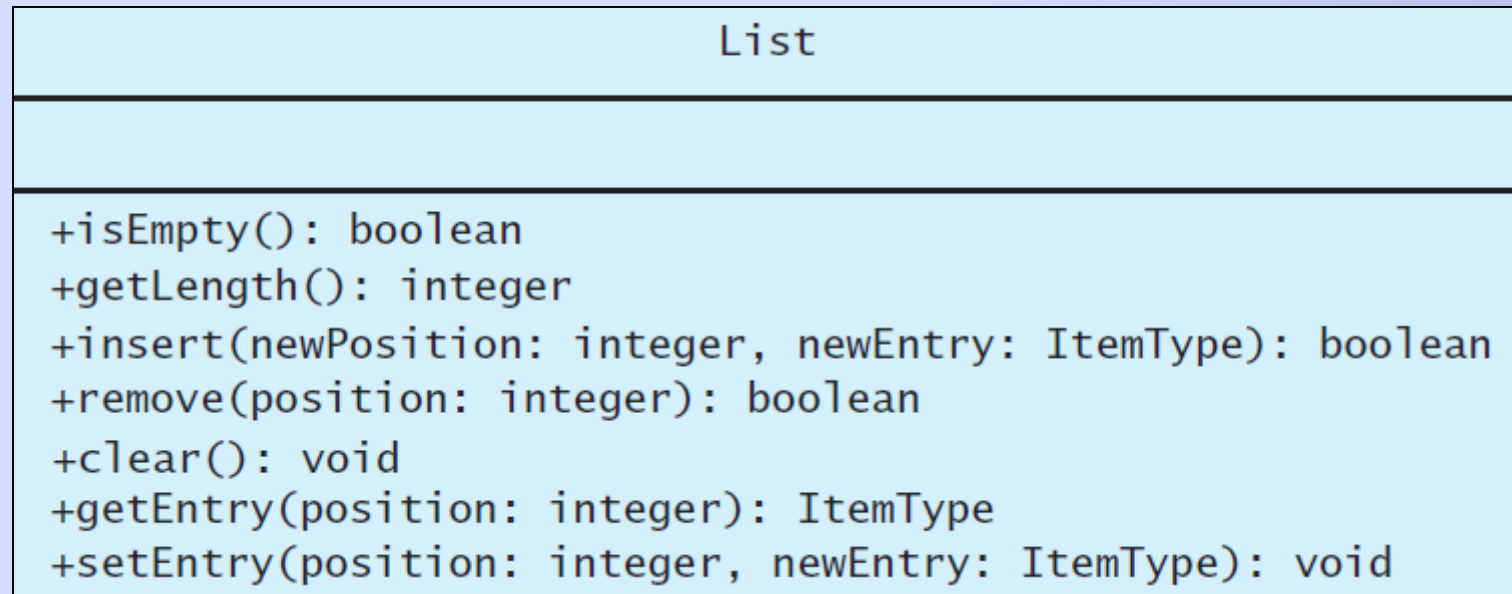 List
+isEmpty(): boolean
+getLength(): integer
+insert(newPosition: integer, newEntry: ItemType): boolean
+remove(position: integer): boolean
+clear(): void
+getEntry(position: integer): ItemType
+setEntry(position: integer, newEntry: ItemType): void